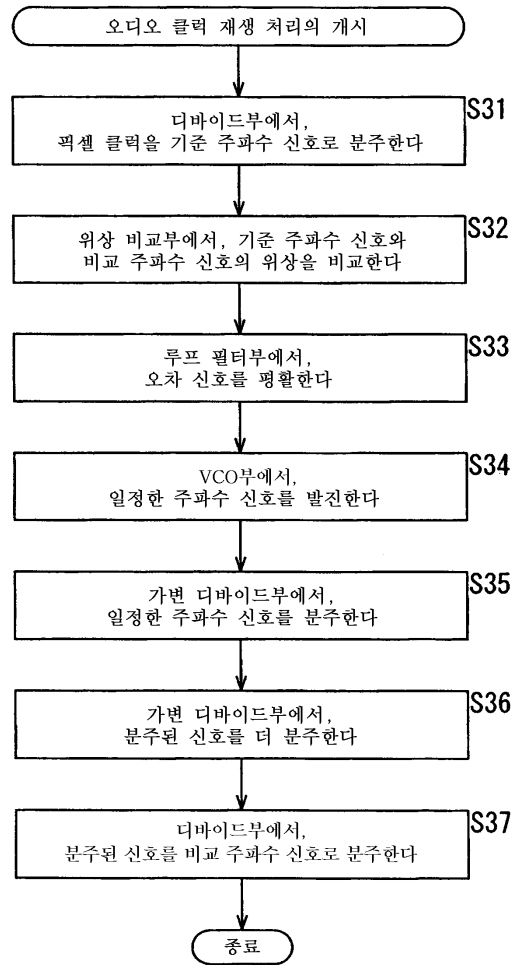 오디오 클럭 재생 처리의 개시
S31
디바이드부에서,
픽셀 클럭을 기준 주파수 신호로 분주한다
S32
위상 비교부에서, 기준 주파수 신호와
비교 주파수 신호의 위상을 비교한다
S33
루프 필터부에서,
오차 신호를 평활한다
S34
VCO부에서,
일정한 주파수 신호를 발진한다
S35
가변 디바이드부에서,
일정한 주파수 신호를 분주한다
S36
가변 디바이드부에서,
분주된 신호를 더 분주한다
S37
디바이드부에서,
분주된 신호를 비교 주파수 신호로 분주한다
종료